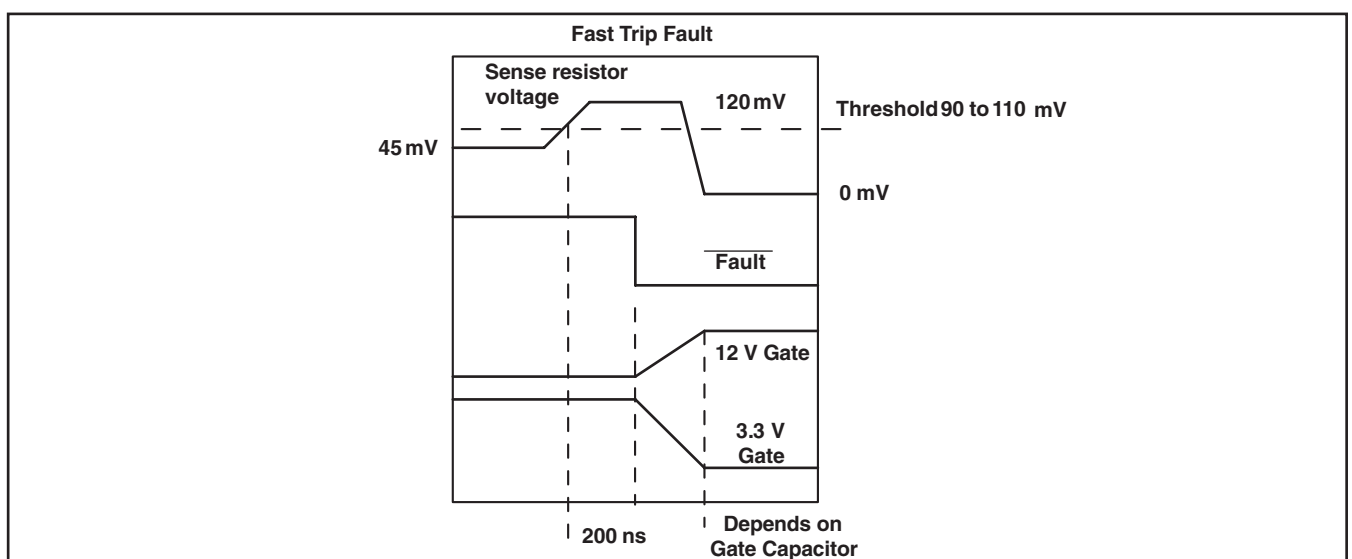 Fast Trip Fault
Sense resistor
voltage
120 mV
Threshold 90 to 110 mV
45 mV
0 mV
Fault
12 V Gate
3.3 V
Gate
200 ns
Depends on
Gate Capacitor